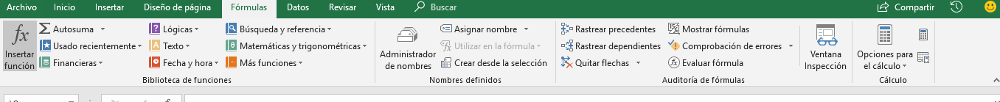 Archivo Inicio Insertar Diseño de página Fórmulas Datos Revisar Vista Buscar Compartir
fx Autosuma Lógicas Búsqueda y referencia Asignar nombre Rastrear precedentes Mostrar fórmulas
Usado recientemente Texto Matemáticas y trigonométricas Utilizar en la fórmula Rastrear dependientes Comprobación de errores
Insertar función Financieras Fecha y hora Más funciones Administrador de nombres Crear desde la selección Quitar flechas Evaluar fórmula Ventana Inspección Opciones para el cálculo
Biblioteca de funciones Nombres definidos Auditoría de fórmulas Cálculo